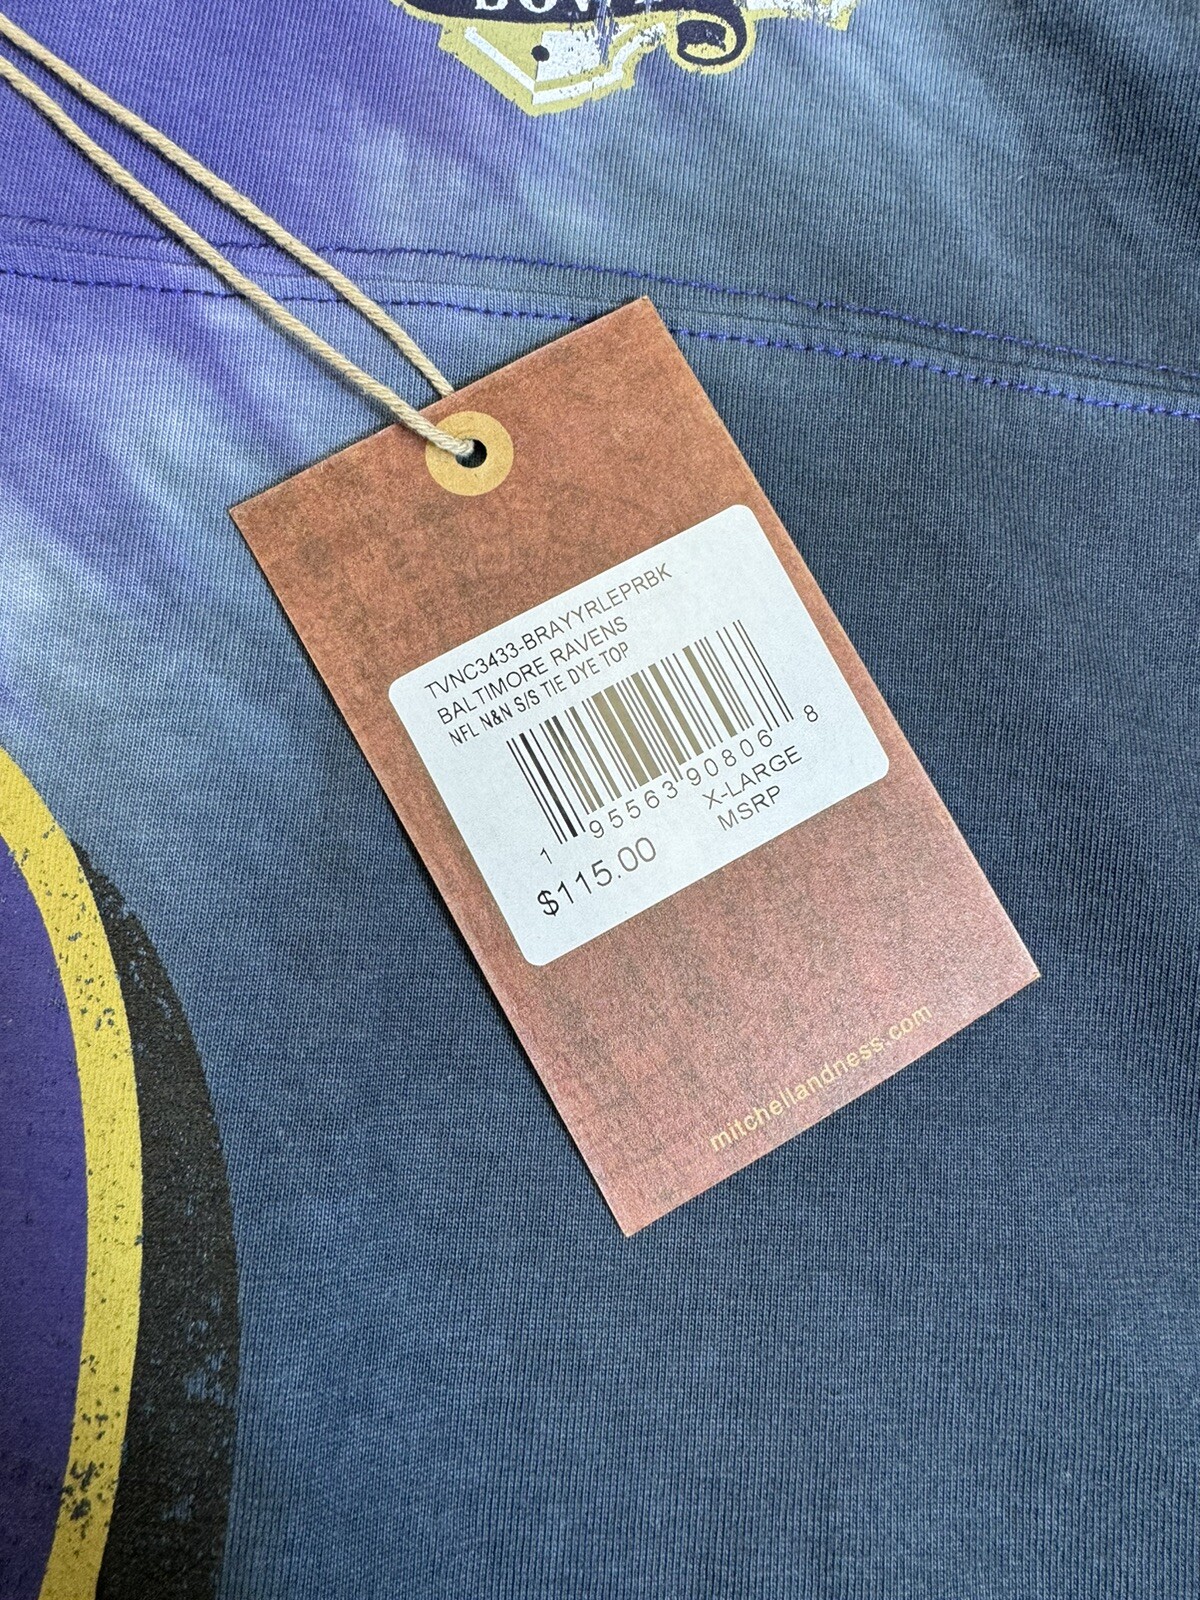 TVNC3433-BRAYYRLEPRBK
BALTIMORE RAVENS
NFL N&N S/S TIE DYE TOP
1 95563 90806 8
X-LARGE
$115.00 MSRP
mitchellandness.com